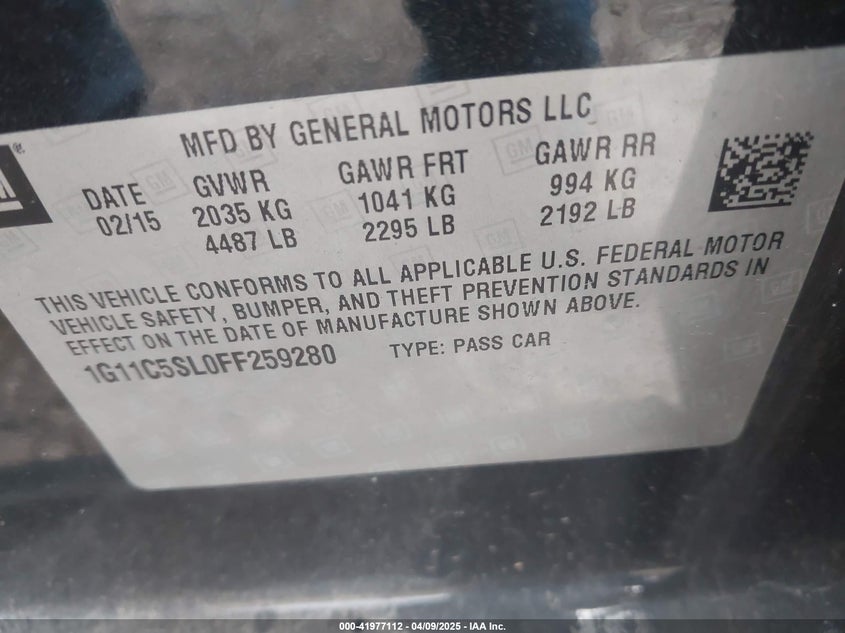 MFD BY GENERAL MOTORS LLC
DATE GVWR GAWR FRT GAWR RR
02/15 2035 KG 1041 KG 994 KG
4487 LB 2295 LB 2192 LB
THIS VEHICLE CONFORMS TO ALL APPLICABLE U.S. FEDERAL MOTOR
VEHICLE SAFETY, BUMPER, AND THEFT PREVENTION STANDARDS IN
EFFECT ON THE DATE OF MANUFACTURE SHOWN ABOVE.
1G11C5SL0FF259280 TYPE: PASS CAR
000-41977112 - 04/09/2025 - IAA Inc.